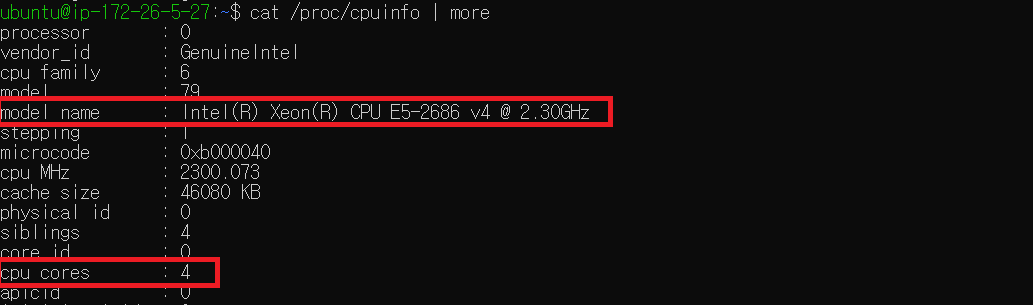 ubuntu@ip-172-26-5-27:~$ cat /proc/cpuinfo | more
processor : 0
vendor_id : GenuineIntel
cpu family : 6
model : 79
model name : Intel(R) Xeon(R) CPU E5-2686 v4 @ 2.30GHz
stepping : 1
microcode : 0xb000040
cpu MHz : 2300.073
cache size : 46080 KB
physical id : 0
siblings : 4
core id : 0
cpu cores : 4
apicid : 0